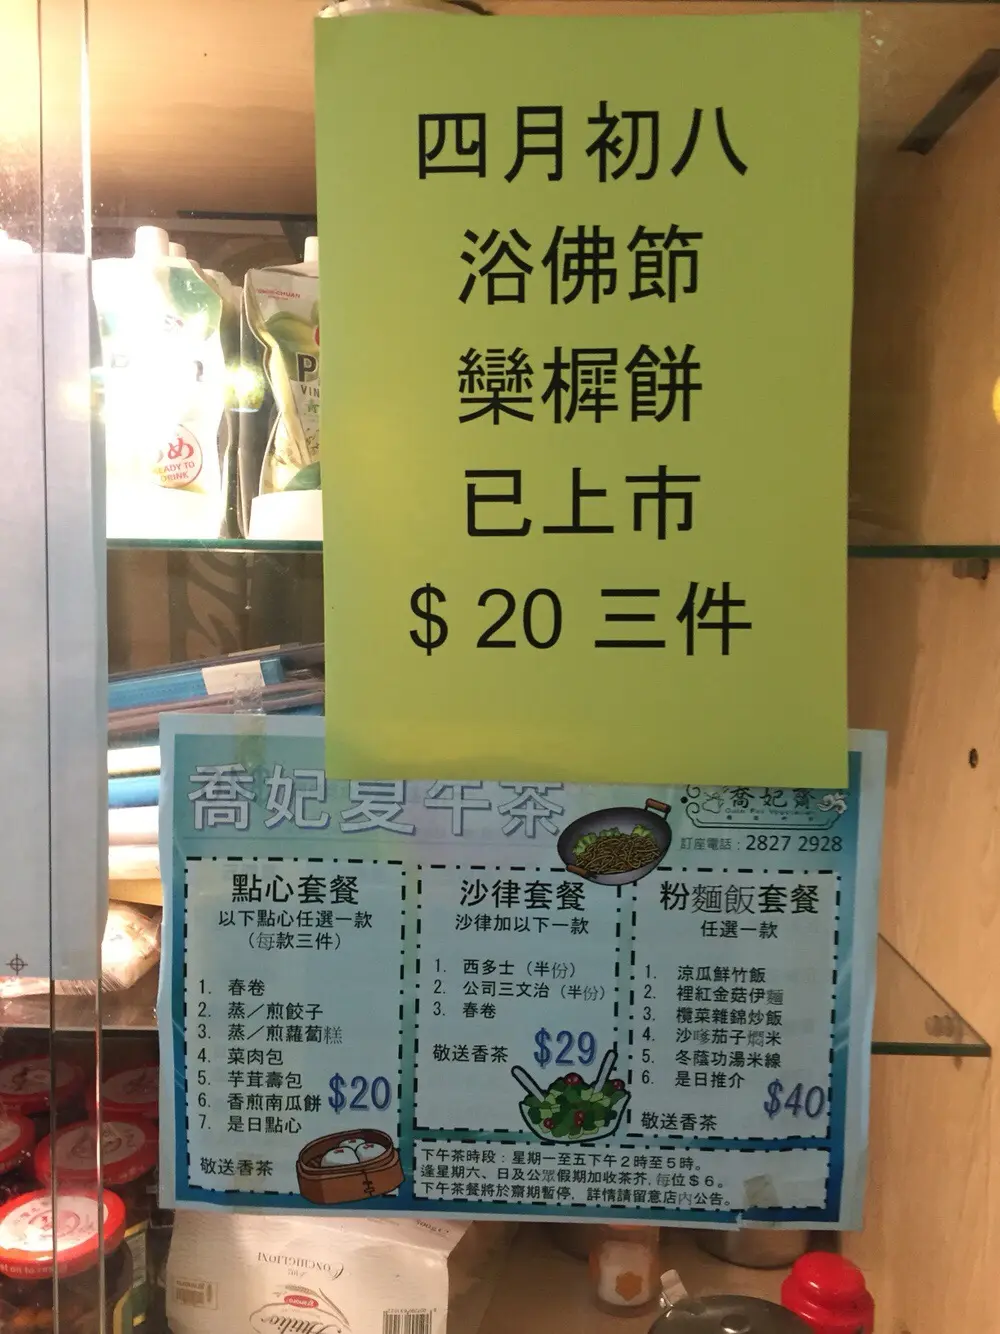 四月初八
浴佛節
欒樨餅
已上市
$ 20 三件
喬妃夏午茶
喬妃齋
訂座電話：2827 2928
點心套餐
以下點心任選一款
（每款三件）
1. 春卷
2. 蒸／煎餃子
3. 蒸／煎蘿蔔糕
4. 菜肉包
5. 芋茸壽包
6. 香煎南瓜餅
7. 是日點心
$20
敬送香茶
沙律套餐
沙律加以下一款
1. 西多士（半份）
2. 公司三文治（半份）
3. 春卷
敬送香茶
$29
粉麵飯套餐
任選一款
1. 涼瓜鮮竹飯
2. 裡紅金菇伊麵
3. 欖菜雜錦炒飯
4. 沙嗲茄子燜米
5. 冬蔭功湯米線
6. 是日推介
$40
敬送香茶
下午茶時段：星期一至五下午２時至５時。
逢星期六、日及公眾假期加收茶芥，每位＄６。
下午茶餐將於齋期暫停，詳情請留意店內公告。
READY TO
DRINK
VIN
CONCHIGLIONI